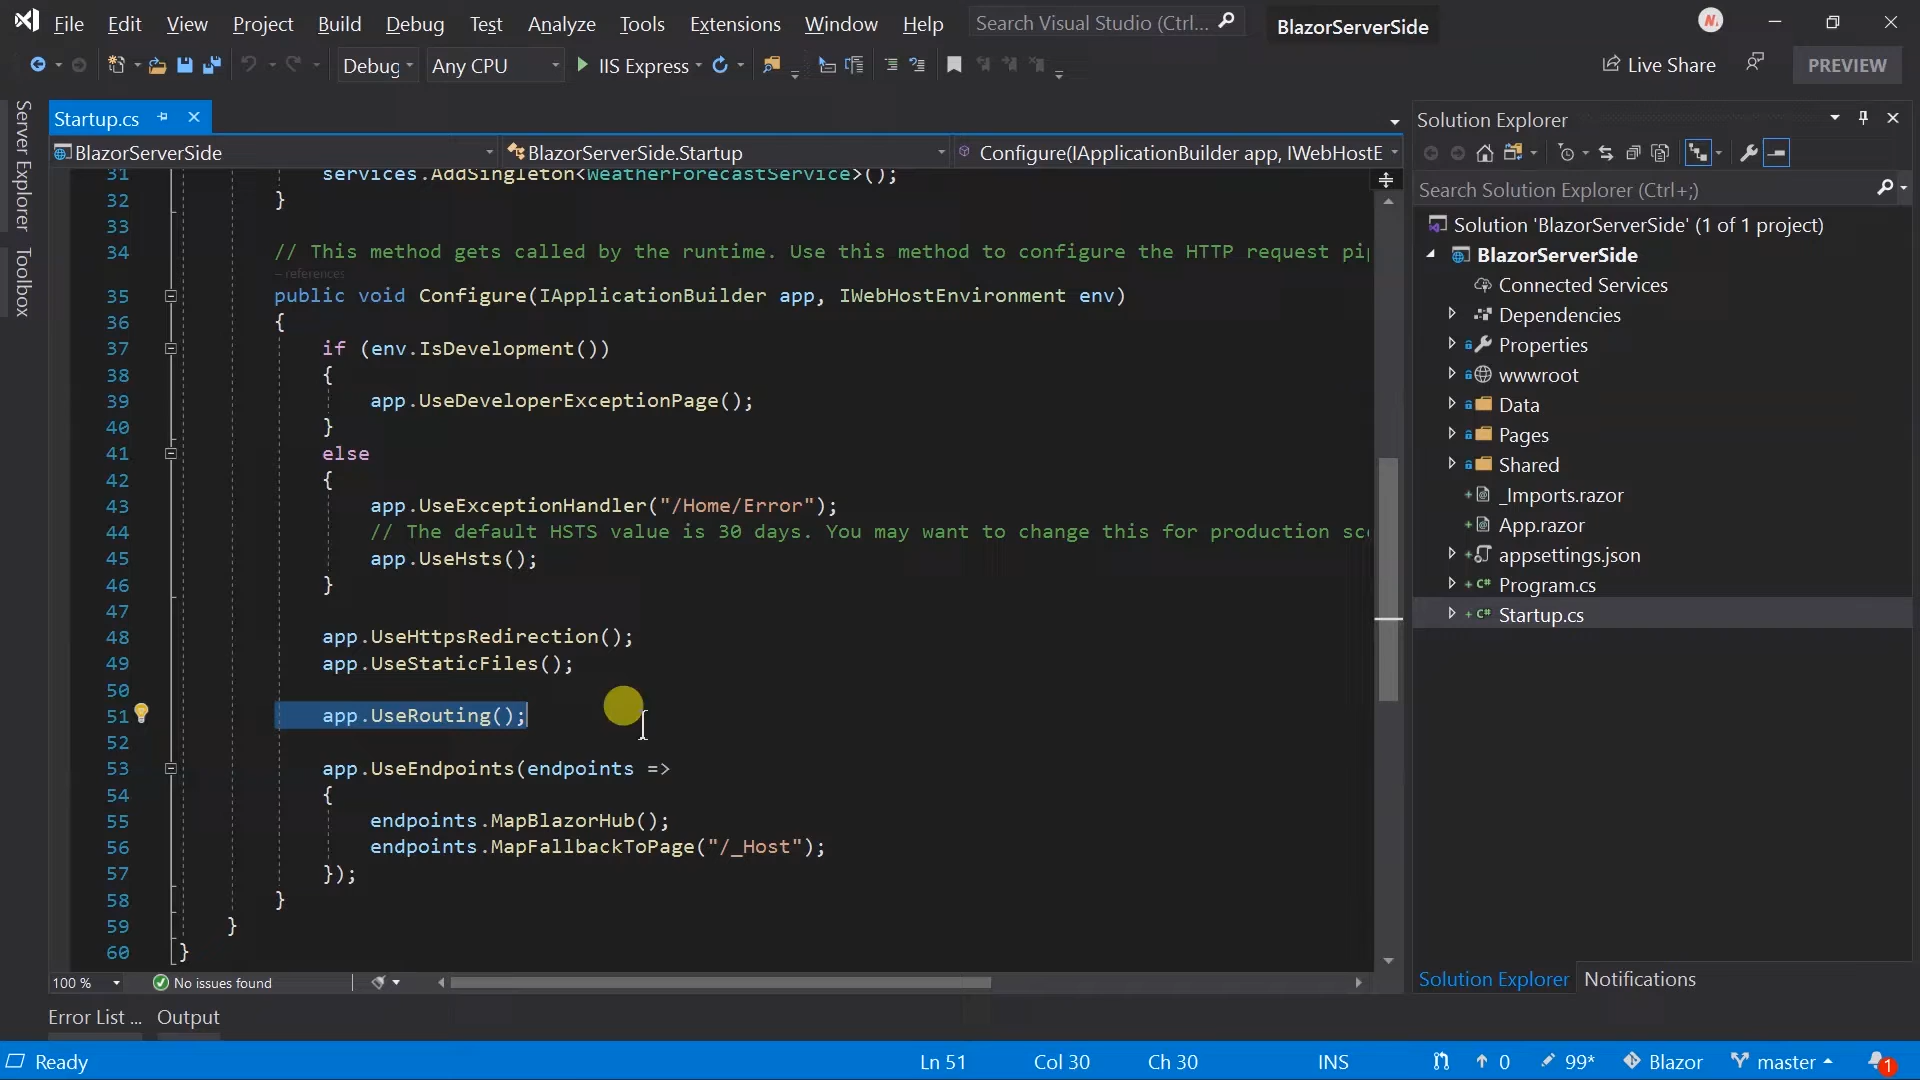 File Edit View Project Build Debug Test Analyze Tools Extensions Window Help Search Visual Studio (Ctrl... BlazorServerSide
Debug Any CPU IIS Express Live Share PREVIEW
Server Explorer
Toolbox
Startup.cs
BlazorServerSide BlazorServerSide.Startup Configure(IApplicationBuilder app, IWebHostE
31 services.AddSingleton<WeatherForecastService>();
32 }
33
34 // This method gets called by the runtime. Use this method to configure the HTTP request pip
– references
35 public void Configure(IApplicationBuilder app, IWebHostEnvironment env)
36 {
37 if (env.IsDevelopment())
38 {
39 app.UseDeveloperExceptionPage();
40 }
41 else
42 {
43 app.UseExceptionHandler("/Home/Error");
44 // The default HSTS value is 30 days. You may want to change this for production sc
45 app.UseHsts();
46 }
47
48 app.UseHttpsRedirection();
49 app.UseStaticFiles();
50
51 app.UseRouting();
52
53 app.UseEndpoints(endpoints =>
54 {
55 endpoints.MapBlazorHub();
56 endpoints.MapFallbackToPage("/_Host");
57 });
58 }
59 }
60 }
100 % No issues found
Error List ... Output
Solution Explorer
Search Solution Explorer (Ctrl+;)
Solution 'BlazorServerSide' (1 of 1 project)
BlazorServerSide
Connected Services
Dependencies
Properties
wwwroot
Data
Pages
Shared
_Imports.razor
App.razor
appsettings.json
C# Program.cs
C# Startup.cs
Solution Explorer Notifications
Ready Ln 51 Col 30 Ch 30 INS 0 99* Blazor master 1